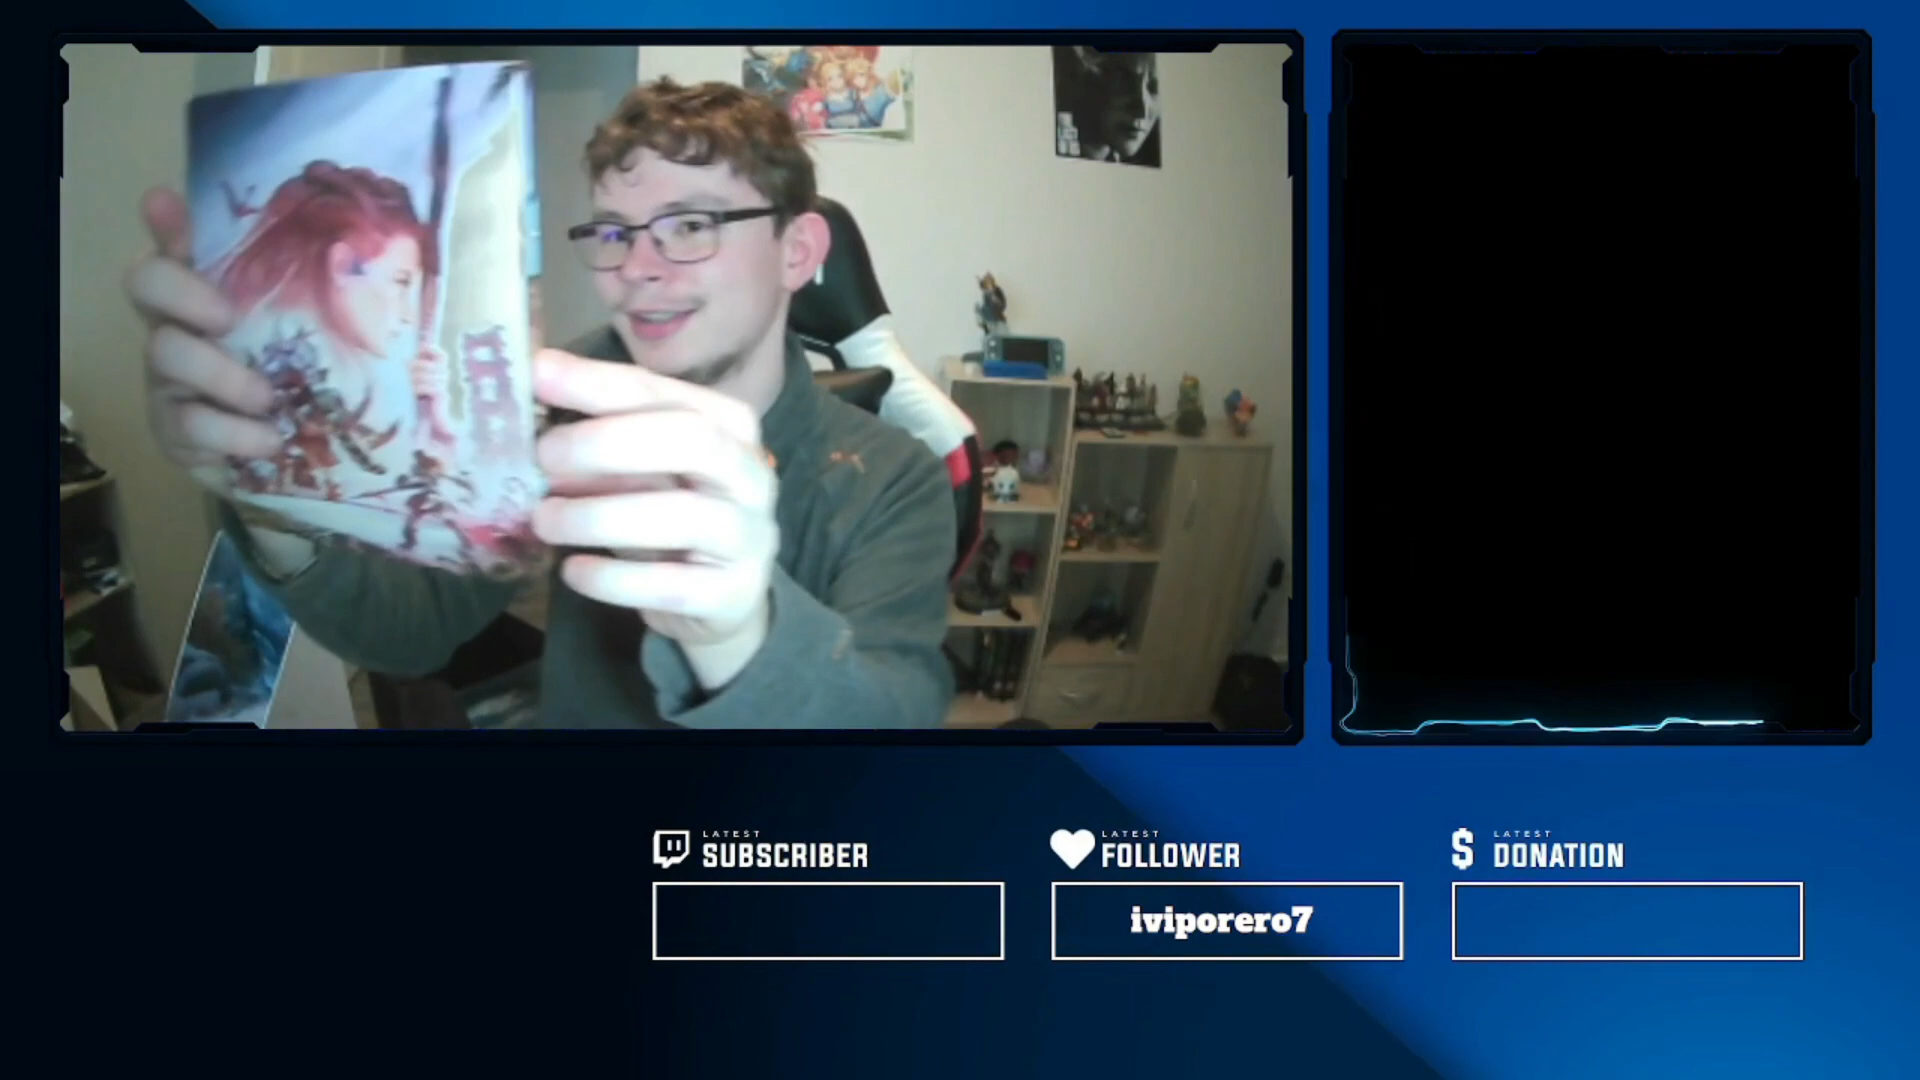 LATEST
SUBSCRIBER
LATEST
FOLLOWER
LATEST
$ DONATION
iviporero7